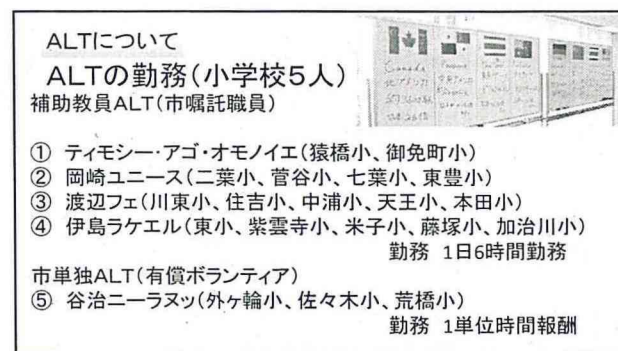 ALTについて
ALTの勤務(小学校5人)
補助教員ALT(市嘱託職員)
① ティモシー・アゴ・オモノイエ(猿橋小、御免町小)
② 岡崎ユニース(二葉小、菅谷小、七葉小、東豊小)
③ 渡辺フェ(川東小、住吉小、中浦小、天王小、本田小)
④ 伊島ラケエル(東小、紫雲寺小、米子小、藤塚小、加治川小)
勤務 1日6時間勤務
市単独ALT(有償ボランティア)
⑤ 谷治ニーラヌッ(外ヶ輪小、佐々木小、荒橋小)
勤務 1単位時間報酬
Canada